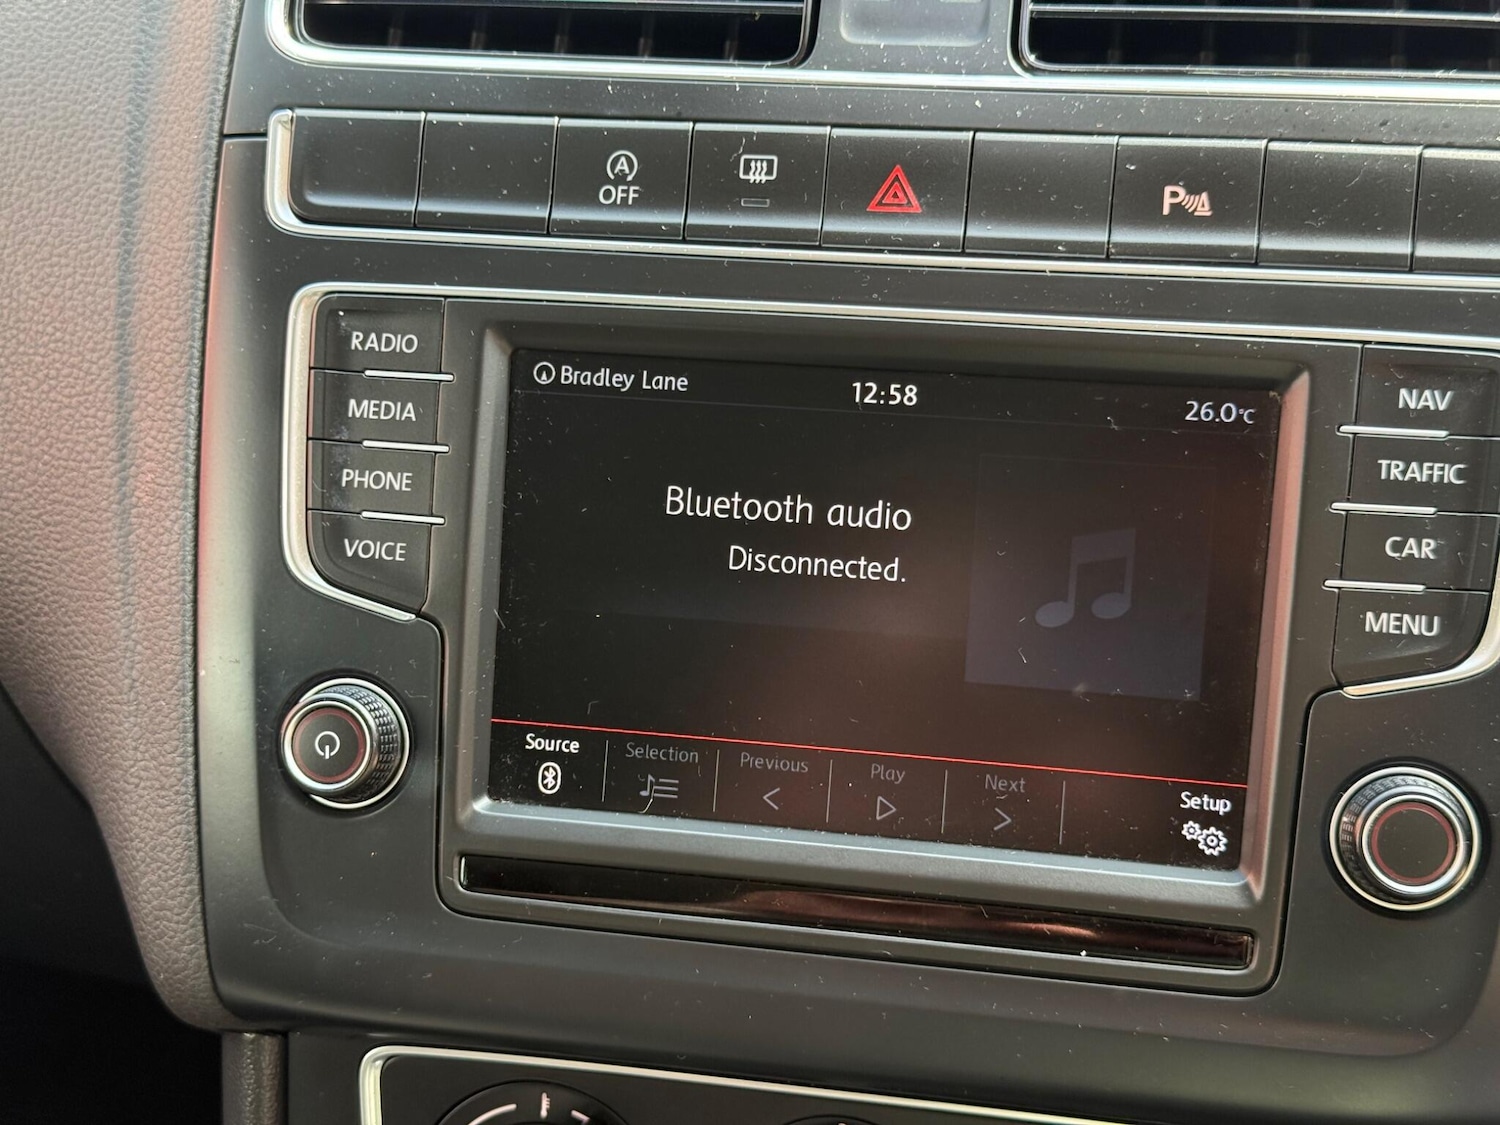 OFF
P
RADIO
MEDIA
PHONE
VOICE
Bradley Lane
12:58
26.0°C
Bluetooth audio
Disconnected.
Source
Selection
Previous
Play
Next
Setup
NAV
TRAFFIC
CAR
MENU